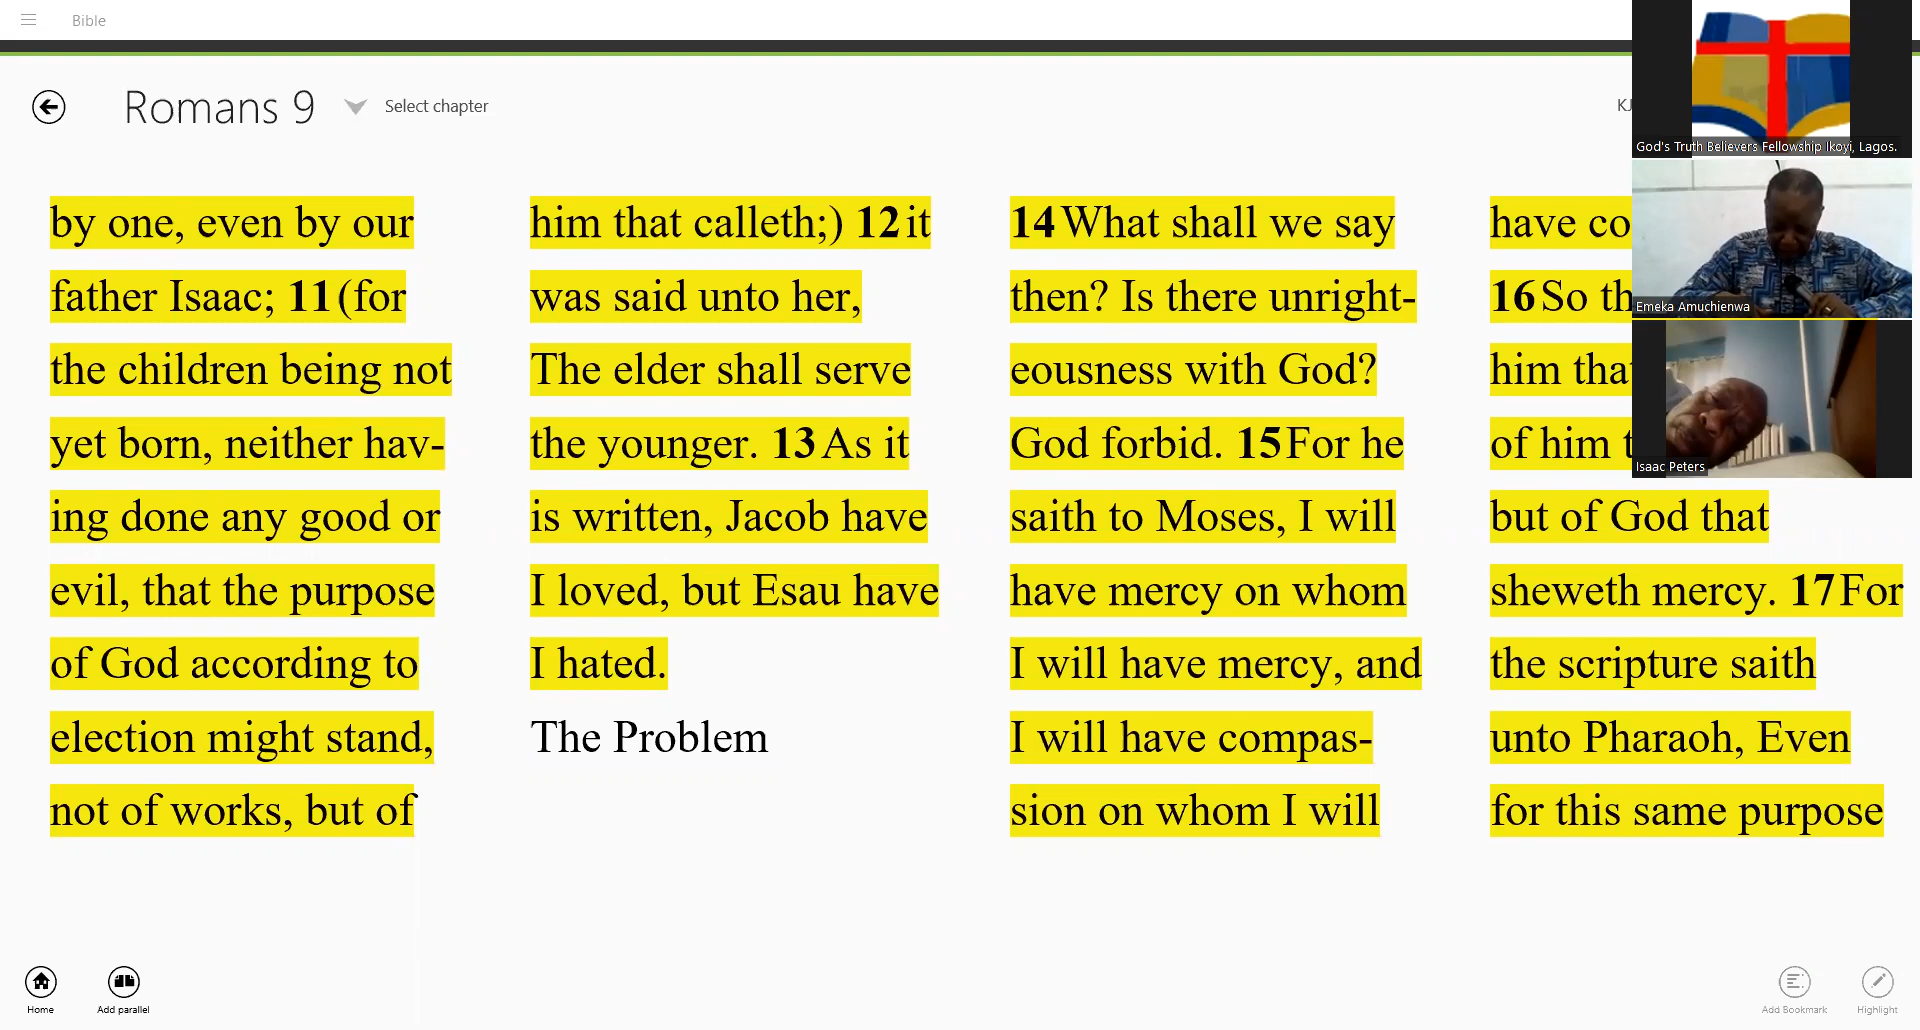 Bible
Romans 9
Select chapter
KJ
by one, even by our
father Isaac; 11 (for
the children being not
yet born, neither hav-
ing done any good or
evil, that the purpose
of God according to
election might stand,
not of works, but of
him that calleth;) 12 it
was said unto her,
The elder shall serve
the younger. 13 As it
is written, Jacob have
I loved, but Esau have
I hated.
The Problem
14 What shall we say
then? Is there unright-
eousness with God?
God forbid. 15 For he
saith to Moses, I will
have mercy on whom
I will have mercy, and
I will have compas-
sion on whom I will
have co
16 So th
him tha
of him t
but of God that
sheweth mercy. 17 For
the scripture saith
unto Pharaoh, Even
for this same purpose
God's Truth Believers Fellowship Ikoyi, Lagos.
Emeka Amuchienwa
Isaac Peters
Home
Add parallel
Add Bookmark
Highlight